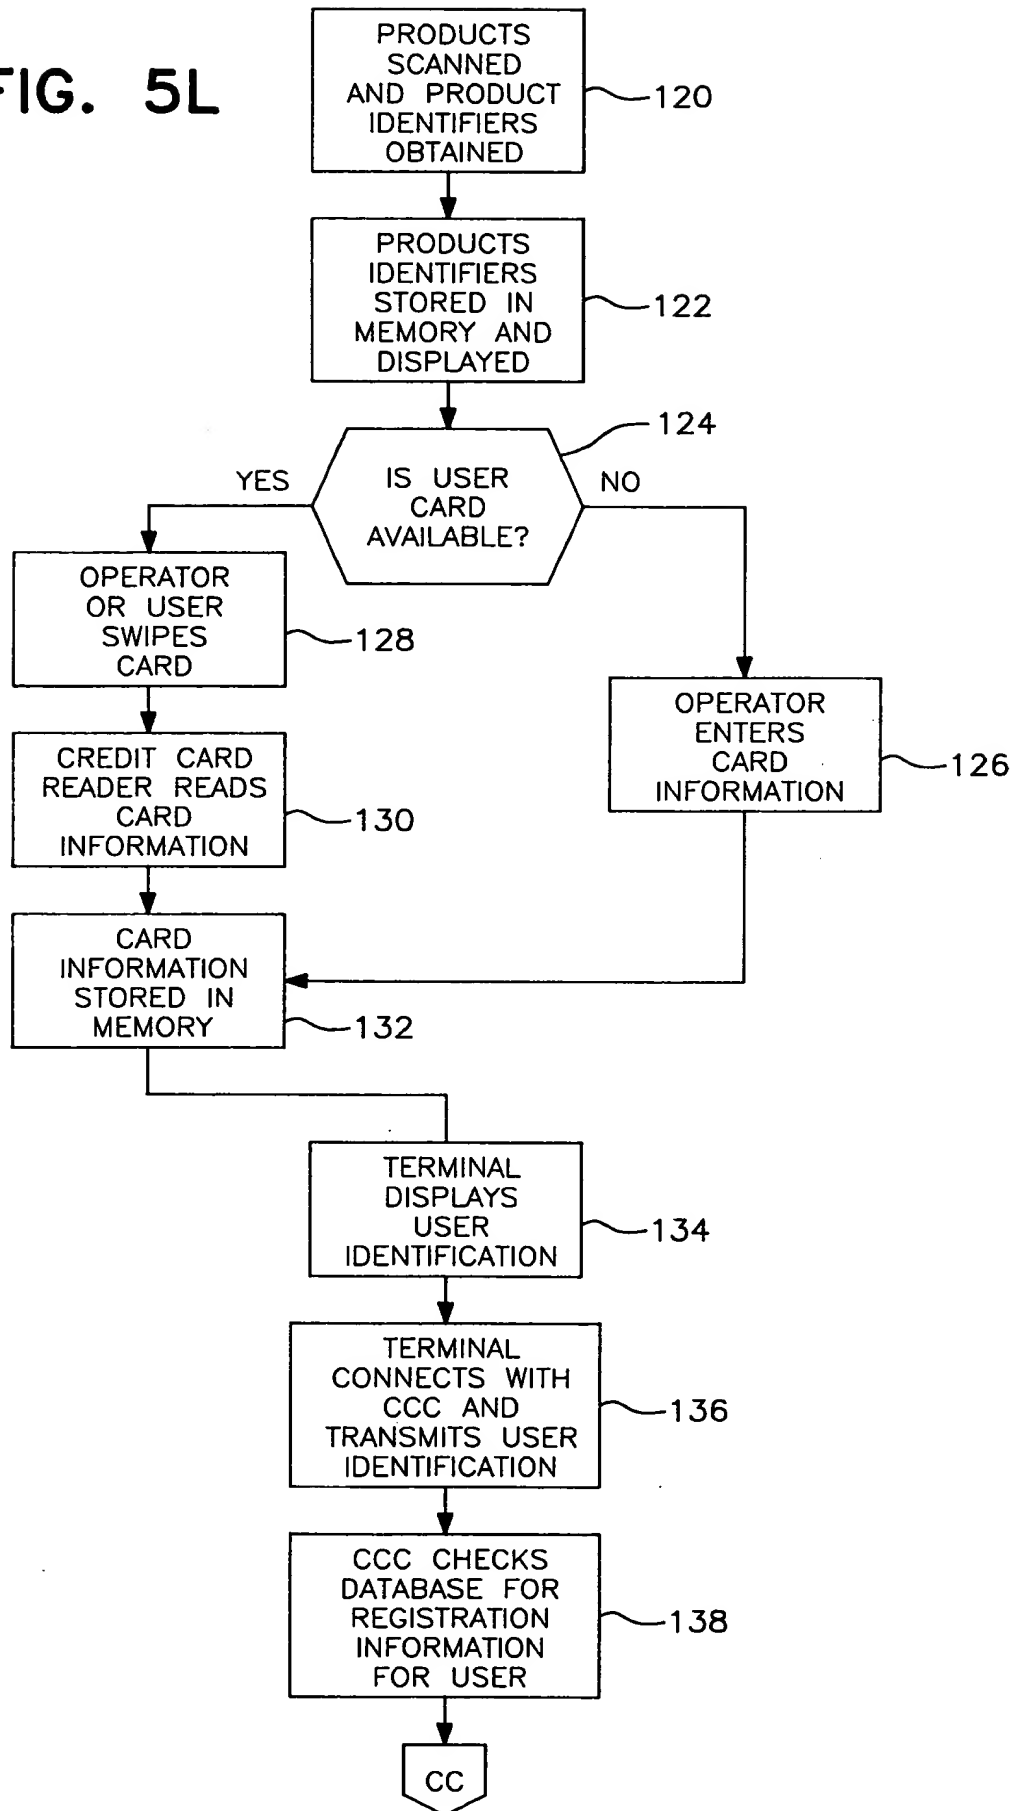 FIG. 5L
PRODUCTS
SCANNED
AND PRODUCT
IDENTIFIERS
OBTAINED
120
PRODUCTS
IDENTIFIERS
STORED IN
MEMORY AND
DISPLAYED
122
124
IS USER
CARD
AVAILABLE?
YES
NO
OPERATOR
OR USER
SWIPES
CARD
128
OPERATOR
ENTERS
CARD
INFORMATION
126
CREDIT CARD
READER READS
CARD
INFORMATION
130
CARD
INFORMATION
STORED IN
MEMORY
132
TERMINAL
DISPLAYS
USER
IDENTIFICATION
134
TERMINAL
CONNECTS WITH
CCC AND
TRANSMITS USER
IDENTIFICATION
136
CCC CHECKS
DATABASE FOR
REGISTRATION
INFORMATION
FOR USER
138
CC